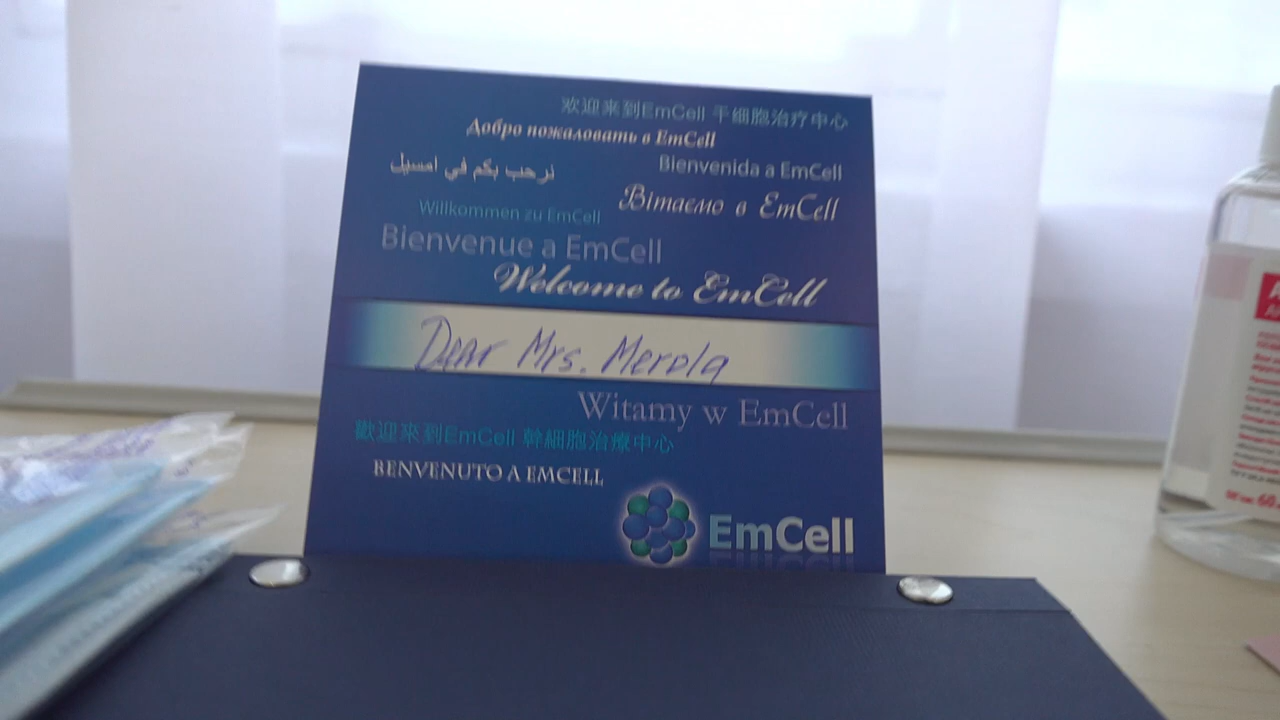 欢迎来到EmCell 干细胞治疗中心
Добро пожаловать в EmCell
نرحب بكم في امسيل
Bienvenida a EmCell
Вітаємо в EmCell
Willkommen zu EmCell
Bienvenue a EmCell
Welcome to EmCell
Dear Mrs. Merola
Witamy w EmCell
歡迎來到EmCell 幹細胞治療中心
BENVENUTO A EMCELL
EmCell